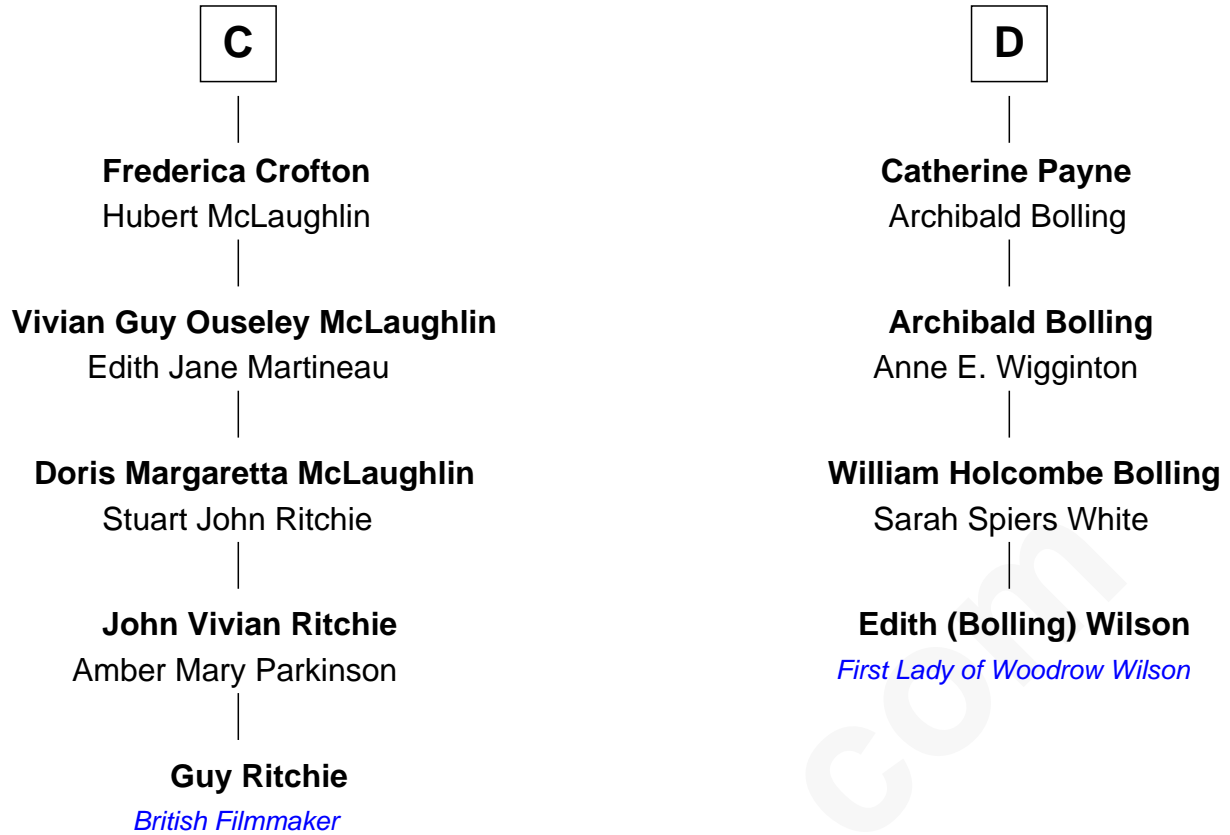 C
Frederica Crofton
Hubert McLaughlin
Vivian Guy Ouseley McLaughlin
Edith Jane Martineau
Doris Margaretta McLaughlin
Stuart John Ritchie
John Vivian Ritchie
Amber Mary Parkinson
Guy Ritchie
British Filmmaker
D
Catherine Payne
Archibald Bolling
Archibald Bolling
Anne E. Wigginton
William Holcombe Bolling
Sarah Spiers White
Edith (Bolling) Wilson
First Lady of Woodrow Wilson
com